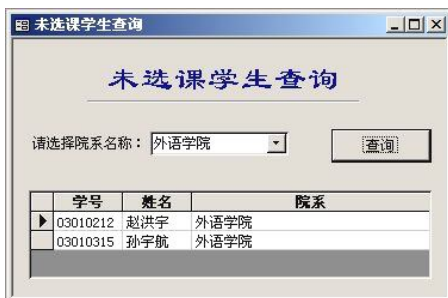 未选课学生查询
未选课学生查询
请选择院系名称： 外语学院 查询
学号 姓名 院系
03010212 赵洪宇 外语学院
03010315 孙宇航 外语学院